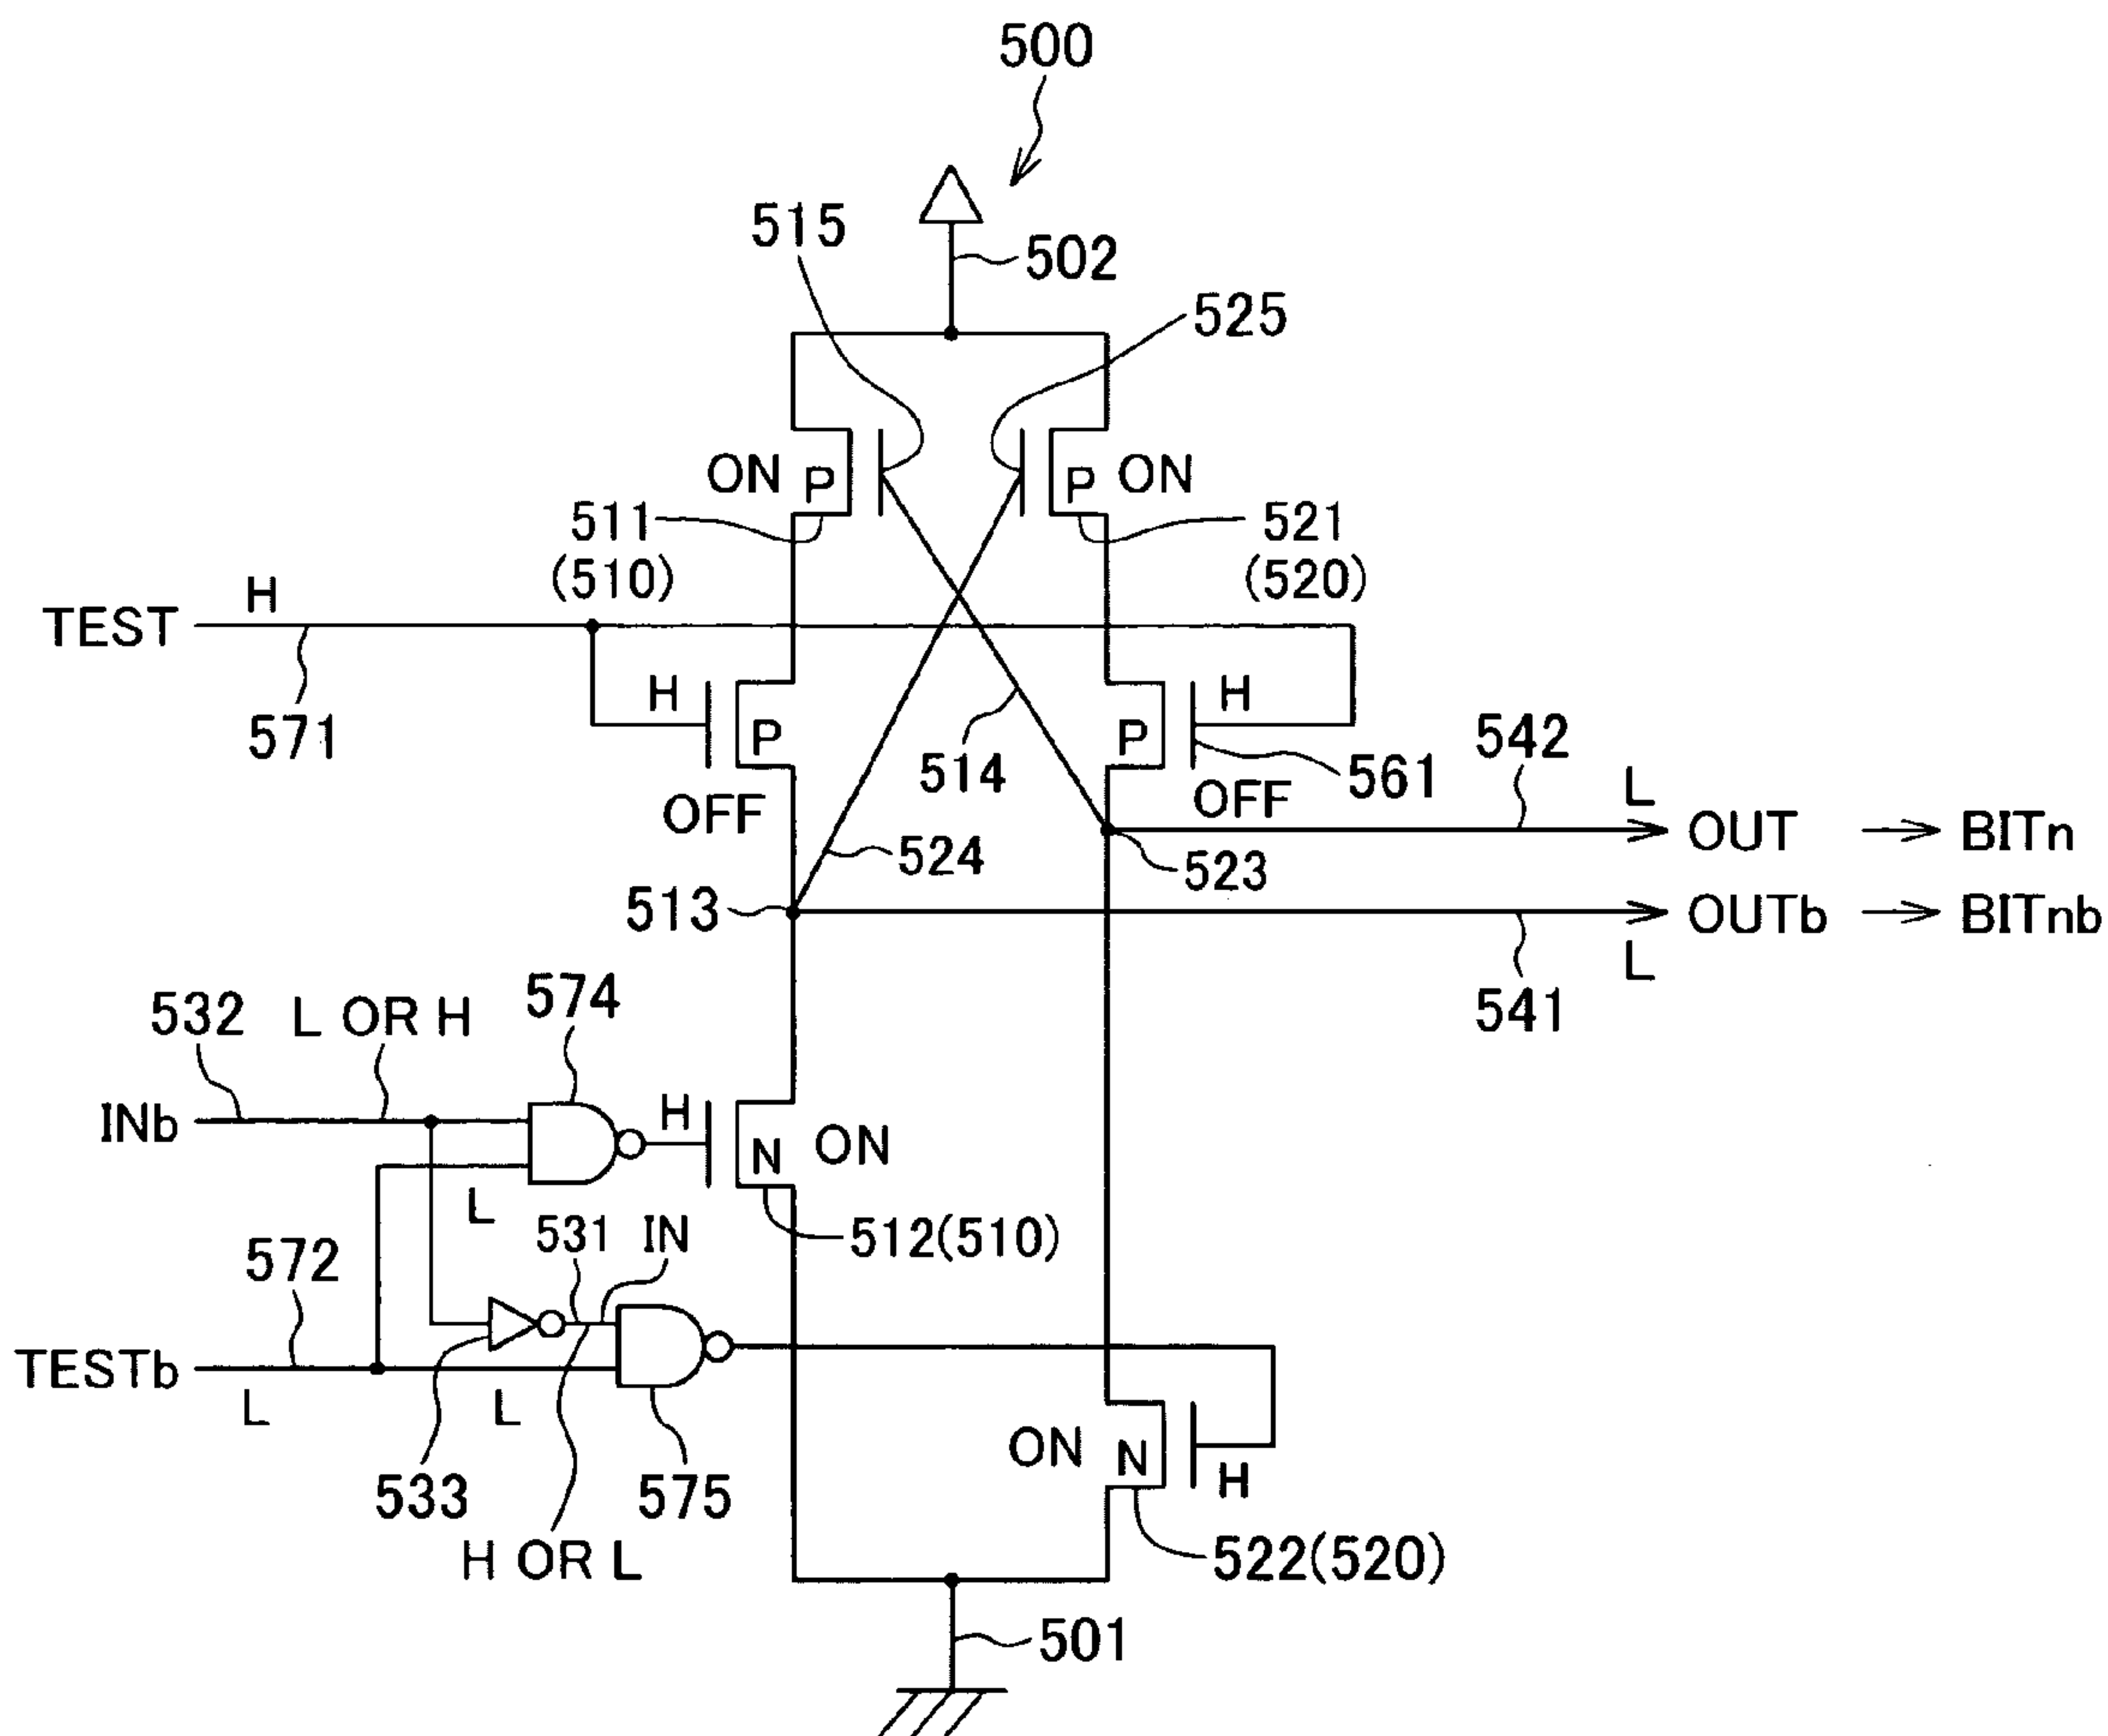 500
515
502
525
ON P
P ON
511
(510)
521
(520)
TEST
H
571
H
P
OFF
H
P
OFF
561
514
524
542
L
OUT
BITn
523
513
OUTb
BITnb
L
541
532
L OR H
574
INb
H
N
ON
L
531
IN
512(510)
572
TESTb
L
L
533
575
H OR L
ON
N
H
522(520)
501